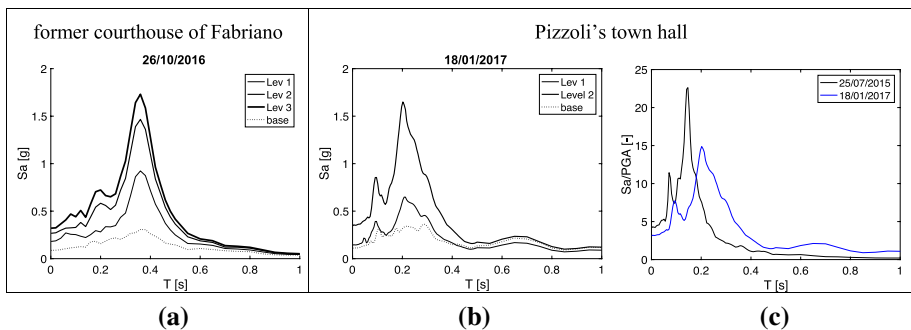 former courthouse of Fabriano
Pizzoli's town hall
26/10/2016
2
1.5
1
0.5
0
Sa [g]
0
0.2
0.4
0.6
0.8
1
T [s]
Lev 1
Lev 2
Lev 3
base
18/01/2017
2
1.5
1
0.5
0
Sa [g]
0
0.2
0.4
0.6
0.8
1
T [s]
Lev 1
Level 2
base
25
20
15
10
5
0
Sa/PGA [-]
0
0.2
0.4
0.6
0.8
1
T [s]
25/07/2015
18/01/2017
(a)
(b)
(c)